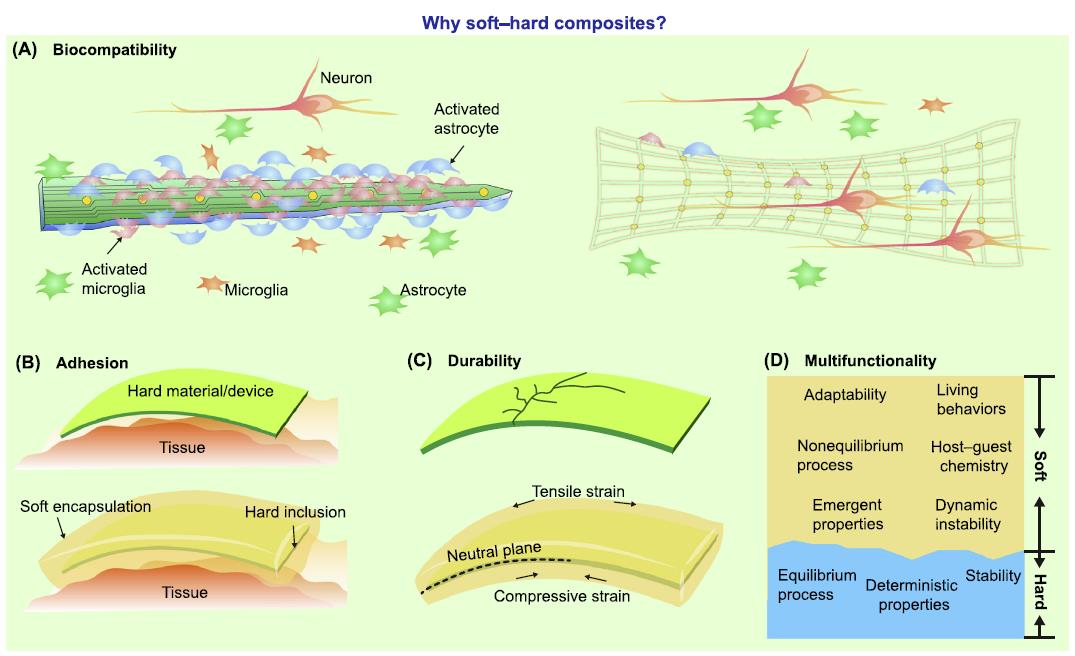 Why soft–hard composites?
(A) Biocompatibility
Neuron
Activated
astrocyte
Activated
microglia
Microglia
Astrocyte
(B) Adhesion
Hard material/device
Tissue
Soft encapsulation
Hard inclusion
Tissue
(C) Durability
Tensile strain
Neutral plane
Compressive strain
(D) Multifunctionality
Adaptability
Living
behaviors
Nonequilibrium
process
Host–guest
chemistry
Emergent
properties
Dynamic
instability
Soft
Equilibrium
process
Deterministic
properties
Stability
Hard